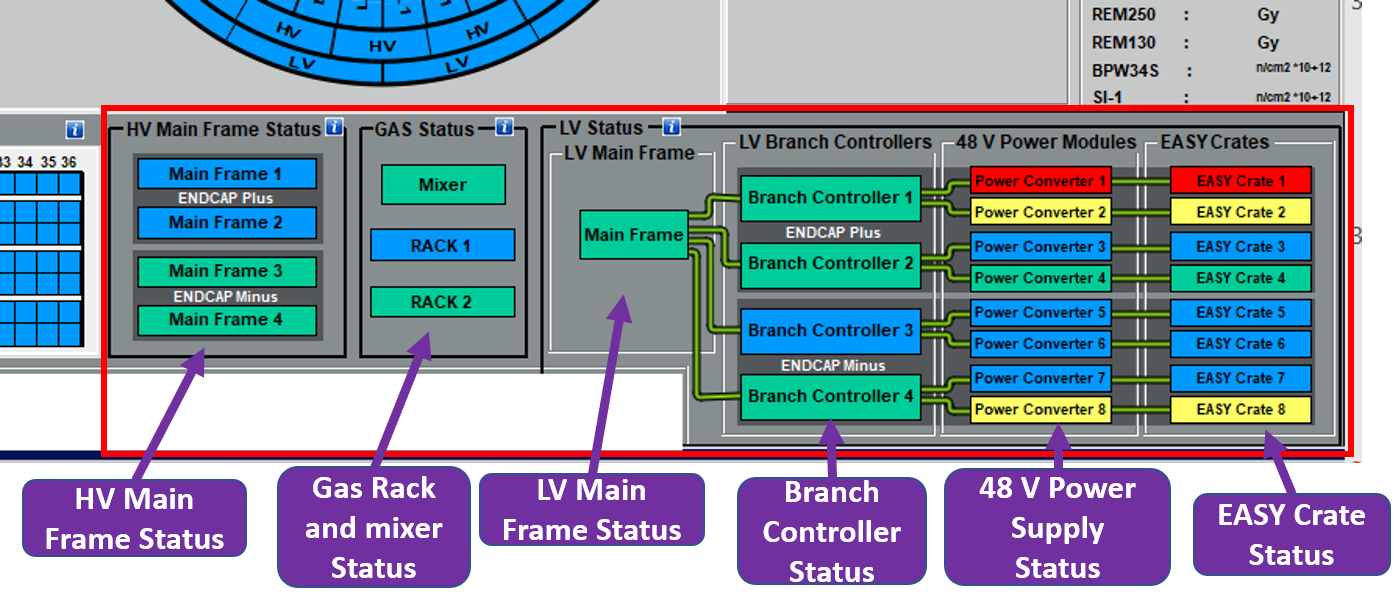 HV
HV
HV
LV
LV
REM250 : Gy
REM130 : Gy
BPW34S : n/cm2 *10+12
SI-1 : n/cm2 *10+12
33 34 35 36
HV Main Frame Status
Main Frame 1
ENDCAP Plus
Main Frame 2
Main Frame 3
ENDCAP Minus
Main Frame 4
GAS Status
Mixer
RACK 1
RACK 2
LV Status
LV Main Frame
Main Frame
LV Branch Controllers
Branch Controller 1
ENDCAP Plus
Branch Controller 2
Branch Controller 3
ENDCAP Minus
Branch Controller 4
48 V Power Modules
Power Converter 1
Power Converter 2
Power Converter 3
Power Converter 4
Power Converter 5
Power Converter 6
Power Converter 7
Power Converter 8
EASY Crates
EASY Crate 1
EASY Crate 2
EASY Crate 3
EASY Crate 4
EASY Crate 5
EASY Crate 6
EASY Crate 7
EASY Crate 8
3
HV Main
Frame Status
Gas Rack
and mixer
Status
LV Main
Frame Status
Branch
Controller
Status
48 V Power
Supply
Status
EASY Crate
Status